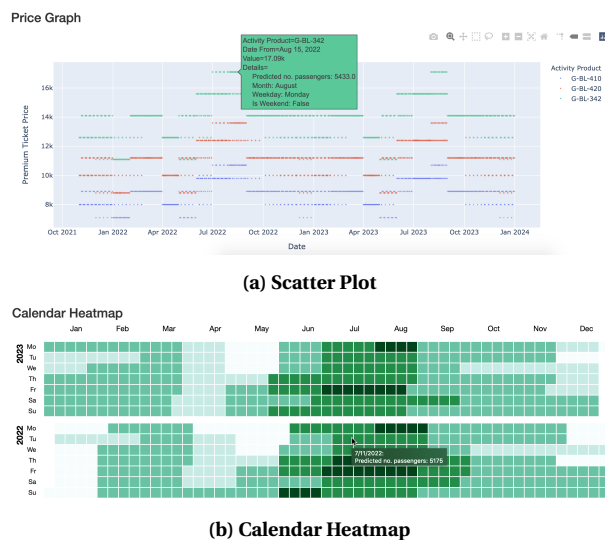 Price Graph
Activity Product=G-BL-342
Date From=Aug 15, 2022
Value=17.09k
Details=
Predicted no. passengers: 5433.0
Month: August
Weekday: Monday
Is Weekend: False
Activity Product
G-BL-410
G-BL-420
G-BL-342
Premium Ticket Price
16k
14k
12k
10k
8k
Oct 2021 Jan 2022 Apr 2022 Jul 2022 Oct 2022 Jan 2023 Apr 2023 Jul 2023 Oct 2023 Jan 2024
Date
(a) Scatter Plot
Calendar Heatmap
Jan Feb Mar Apr May Jun Jul Aug Sep Oct Nov Dec
2023
Mo
Tu
We
Th
Fr
Sa
Su
2022
Mo
Tu
We
Th
Fr
Sa
Su
7/11/2022:
Predicted no. passengers: 5175
(b) Calendar Heatmap